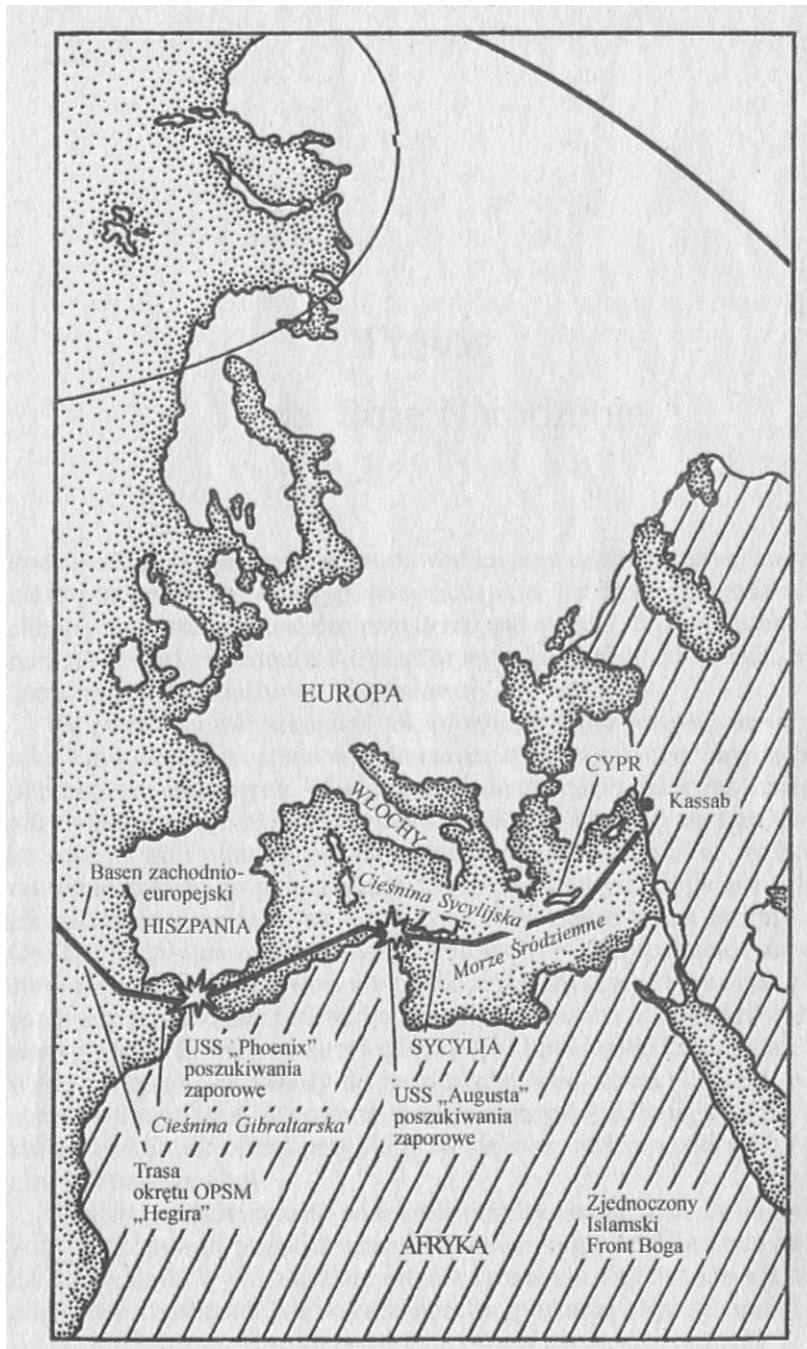 EUROPA
CYPR
Kassab
WŁOCHY
Basen zachodnio-
europejski
HISZPANIA
Cieśnina Sycylijska
Morze Śródziemne
USS „Phoenix”
poszukiwania
zaporowe
SYCYLIA
USS „Augusta”
poszukiwania
zaporowe
Cieśnina Gibraltarska
Trasa
okrętu OPSM
„Hegira”
AFRYKA
Zjednoczony
Islamski
Front Boga